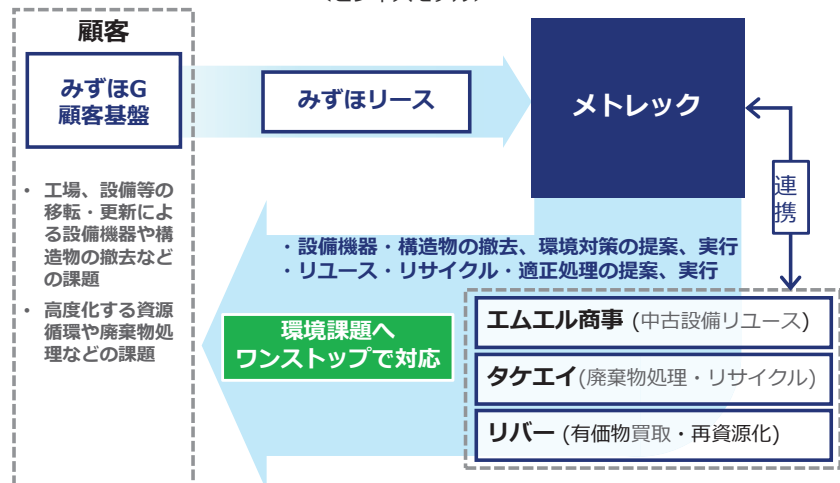 顧客
みずほG
顧客基盤
みずほリース
メトレック
連
携
• 工場、設備等の
移転・更新によ
る設備機器や構
造物の撤去など
の課題
• 高度化する資源
循環や廃棄物処
理などの課題
・設備機器・構造物の撤去、環境対策の提案、実行
・リユース・リサイクル・適正処理の提案、実行
環境課題へ
ワンストップで対応
エムエル商事 (中古設備リユース)
タケエイ(廃棄物処理・リサイクル)
リバー (有価物買取・再資源化)